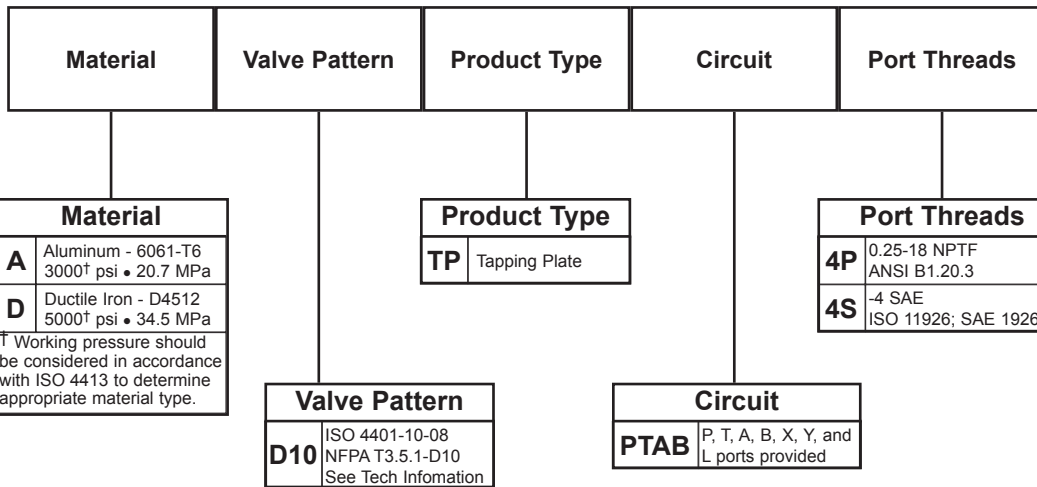 Material
Valve Pattern
Product Type
Circuit
Port Threads
Material
A
Aluminum - 6061-T6
3000† psi • 20.7 MPa
D
Ductile Iron - D4512
5000† psi • 34.5 MPa
† Working pressure should
be considered in accordance
with ISO 4413 to determine
appropriate material type.
Product Type
TP
Tapping Plate
Port Threads
4P
0.25-18 NPTF
ANSI B1.20.3
4S
-4 SAE
ISO 11926; SAE 1926
Valve Pattern
D10
ISO 4401-10-08
NFPA T3.5.1-D10
See Tech Infomation
Circuit
PTAB
P, T, A, B, X, Y, and
L ports provided